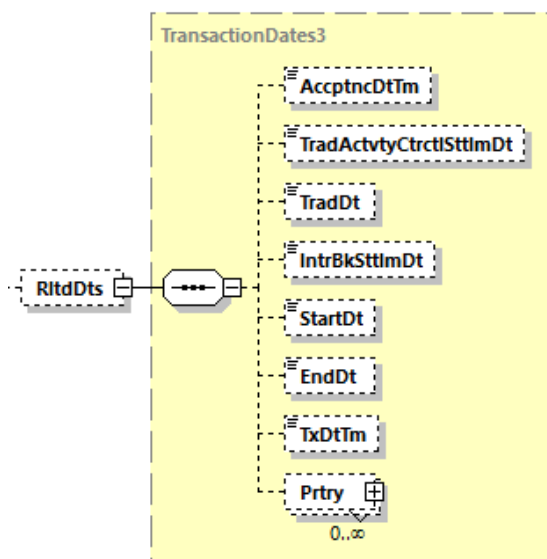 TransactionDates3
AccptncDtTm
TradActvtyCtrctlSttlmDt
TradDt
IntrBkSttlmDt
RltdDts
StartDt
EndDt
TxDtTm
Prtry
0..∞